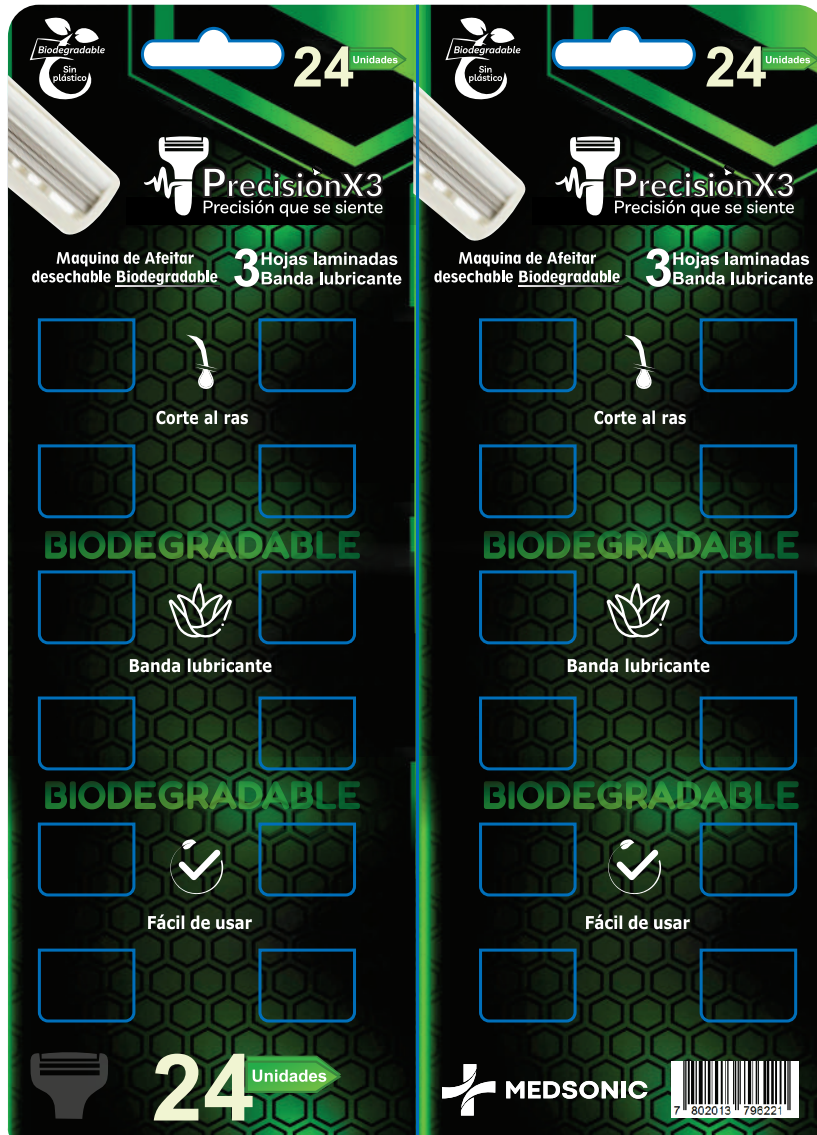 Biodegradable
Sin
plástico
24
Unidades
PrecisiónX3
Precisión que se siente
Maquina de Afeitar
desechable Biodegradable
3 Hojas laminadas
Banda lubricante
Corte al ras
BIODEGRADABLE
Banda lubricante
BIODEGRADABLE
Fácil de usar
24
Unidades
Biodegradable
Sin
plástico
24
Unidades
PrecisiónX3
Precisión que se siente
Maquina de Afeitar
desechable Biodegradable
3 Hojas laminadas
Banda lubricante
Corte al ras
BIODEGRADABLE
Banda lubricante
BIODEGRADABLE
Fácil de usar
MEDSONIC
7 802013 796221